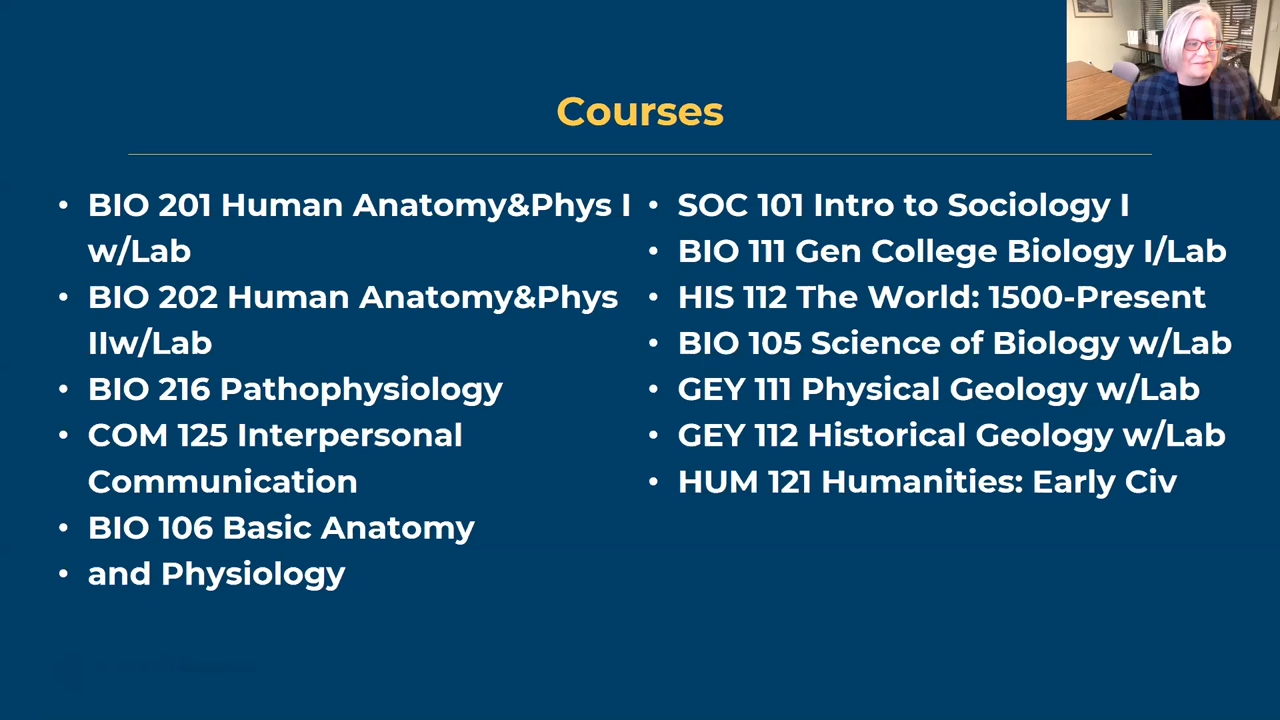 Courses
• BIO 201 Human Anatomy&Phys I
w/Lab
• BIO 202 Human Anatomy&Phys
IIw/Lab
• BIO 216 Pathophysiology
• COM 125 Interpersonal
Communication
• BIO 106 Basic Anatomy
• and Physiology
• SOC 101 Intro to Sociology I
• BIO 111 Gen College Biology I/Lab
• HIS 112 The World: 1500-Present
• BIO 105 Science of Biology w/Lab
• GEY 111 Physical Geology w/Lab
• GEY 112 Historical Geology w/Lab
• HUM 121 Humanities: Early Civ